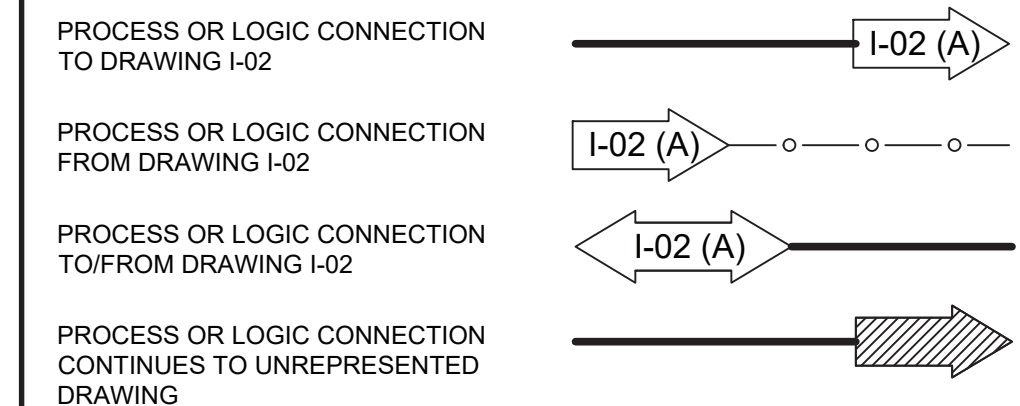 PROCESS OR LOGIC CONNECTION
TO DRAWING I-02
I-02 (A)
PROCESS OR LOGIC CONNECTION
FROM DRAWING I-02
I-02 (A)
PROCESS OR LOGIC CONNECTION
TO/FROM DRAWING I-02
I-02 (A)
PROCESS OR LOGIC CONNECTION
CONTINUES TO UNREPRESENTED
DRAWING